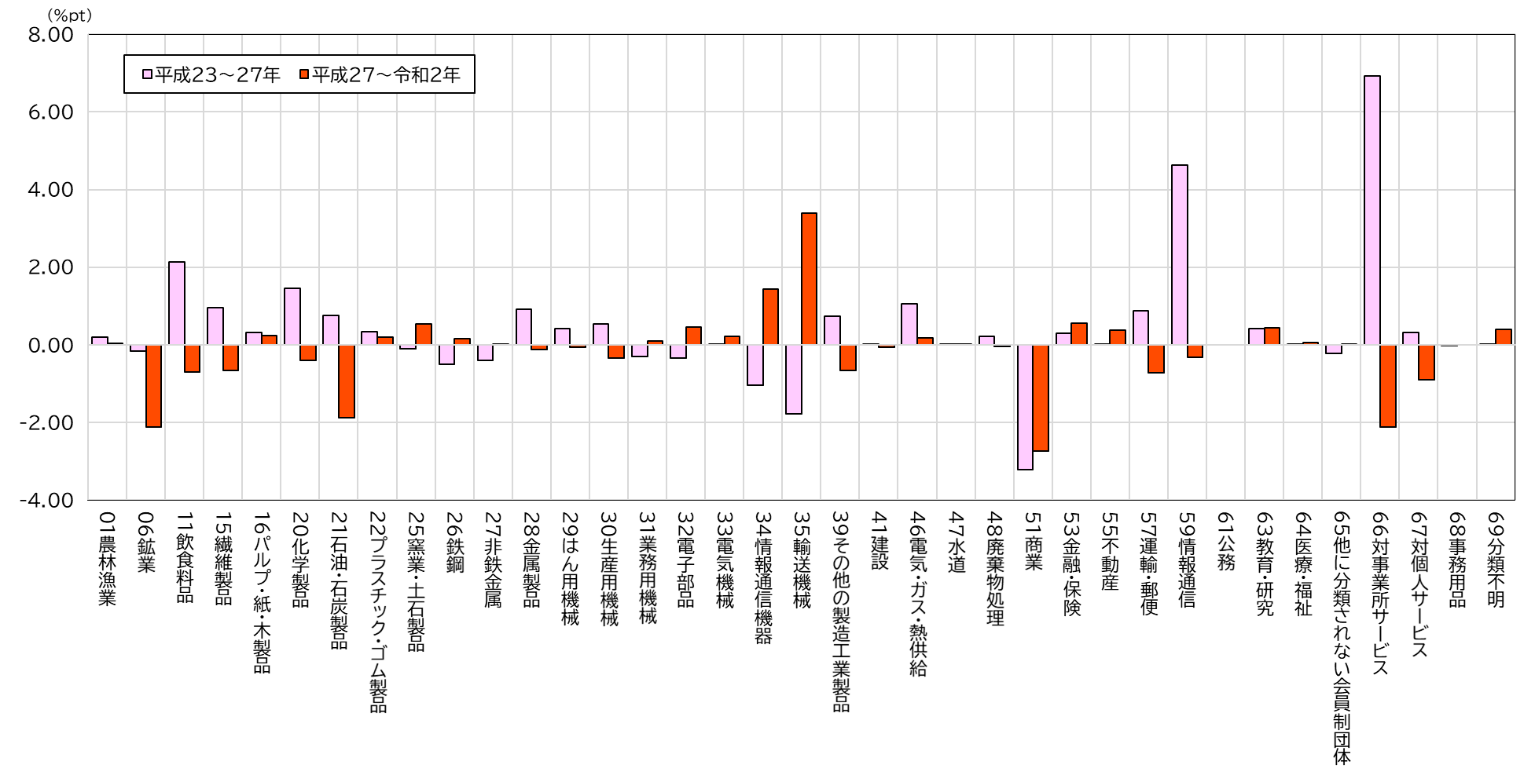 （%pt）
8.00
6.00
4.00
2.00
0.00
-2.00
-4.00
平成23～27年
平成27～令和2年
01農林漁業
06鉱業
11飲食料品
15繊維製品
16パルプ・紙・木製品
20化学製品
21石油・石炭製品
22プラスチック・ゴム製品
25窯業・土石製品
26鉄鋼
27非鉄金属
28金属製品
29はん用機械
30生産用機械
31業務用機械
32電子部品
33電気機械
34情報通信機器
35輸送機械
39その他の製造工業製品
41建設
46電気・ガス・熱供給
47水道
48廃棄物処理
51商業
53金融・保険
55不動産
57運輸・郵便
59情報通信
61公務
63教育・研究
64医療・福祉
65他に分類されない会員制団体
66対事業所サービス
67対個人サービス
68事務用品
69分類不明